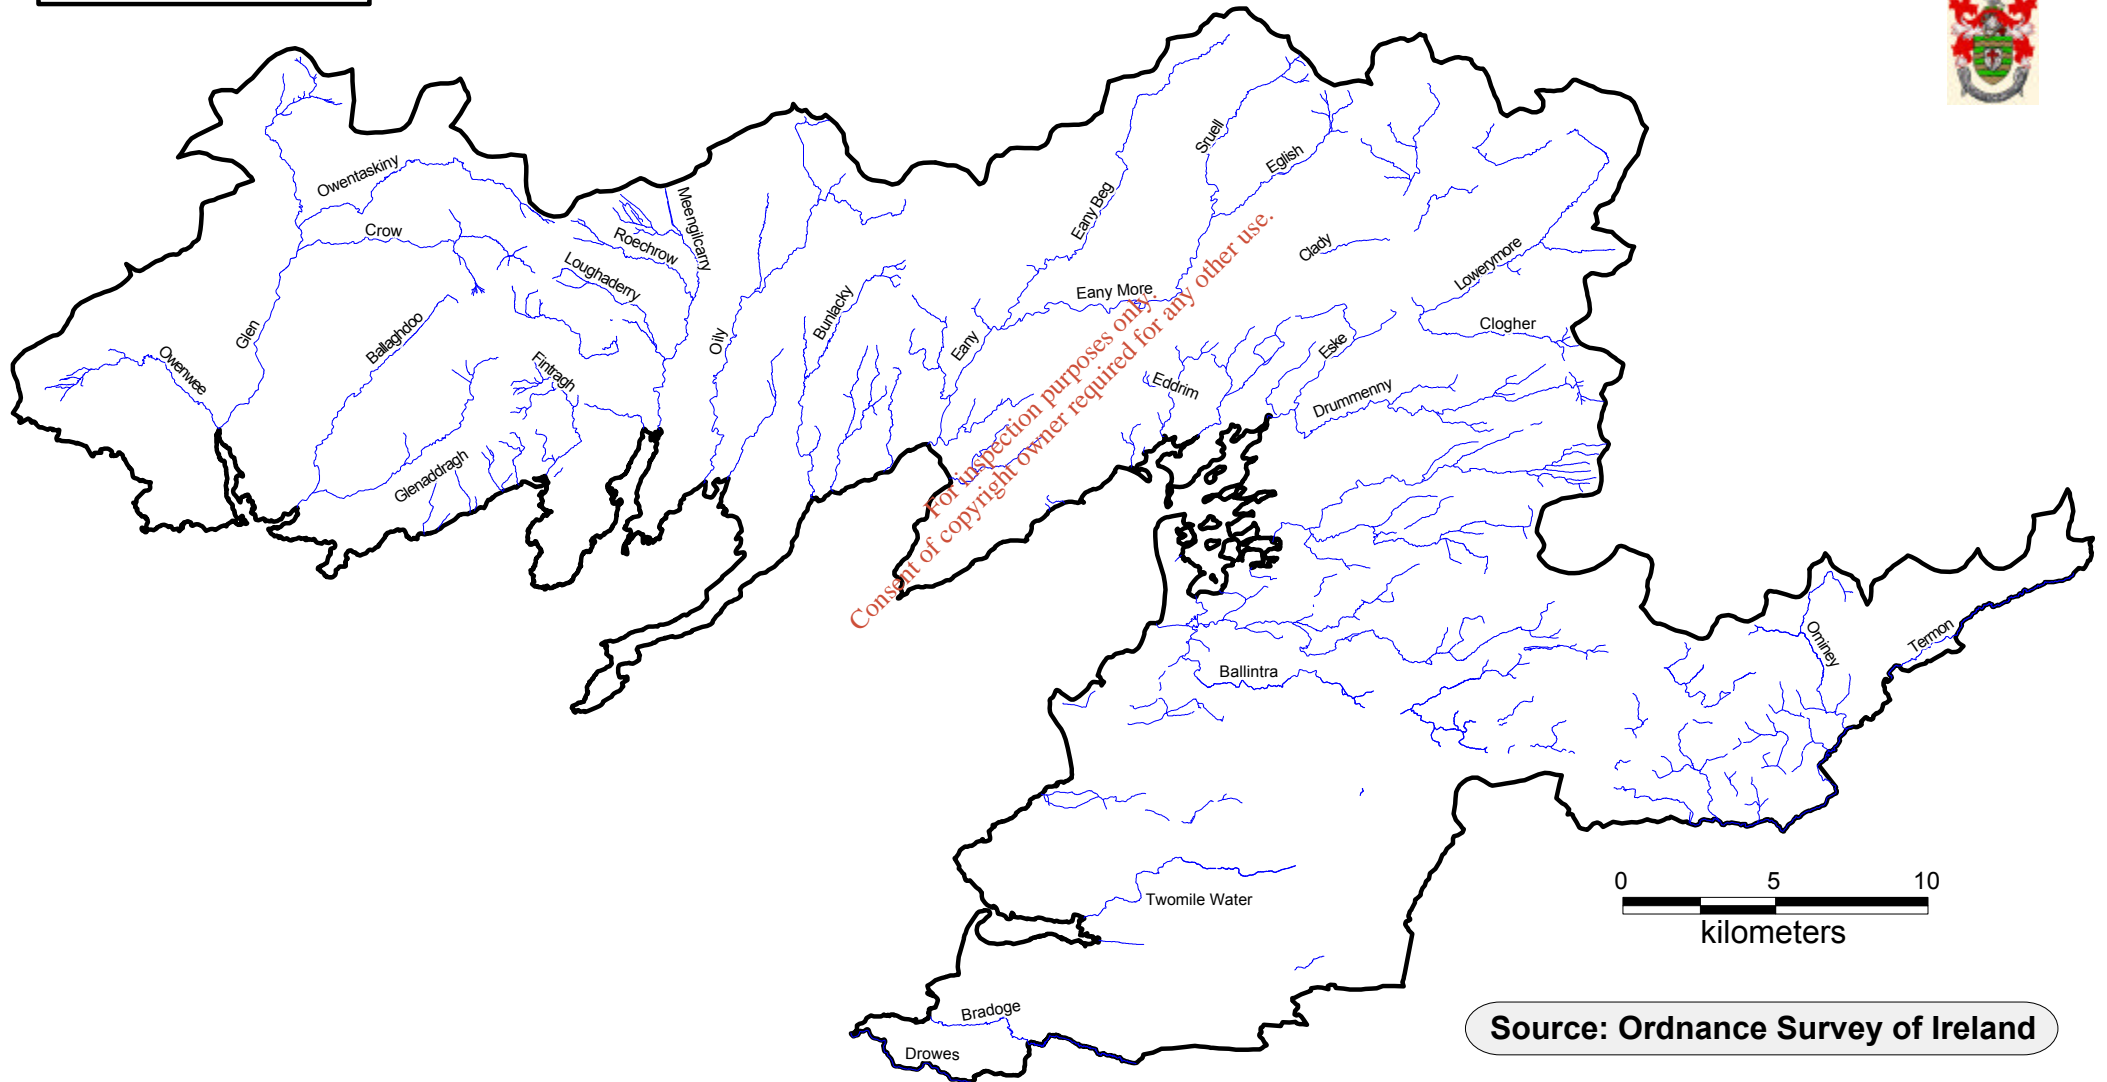 Owentaskiny
Crow
Glen
Owenwee
Ballaghdoo
Glenaddragh
Fintragh
Loughaderry
Roechrow
Meengilcarry
Oily
Bunlacky
Eany
Eany Beg
Eany More
Sruell
Eglish
Clady
Lowerymore
Clogher
Eske
Eddrim
Drummenny
Ballintra
Ominey
Termon
Twomile Water
Bradoge
Drowes
For inspection purposes only.
Consent of copyright owner required for any other use.
0 5 10
kilometers
Source: Ordnance Survey of Ireland